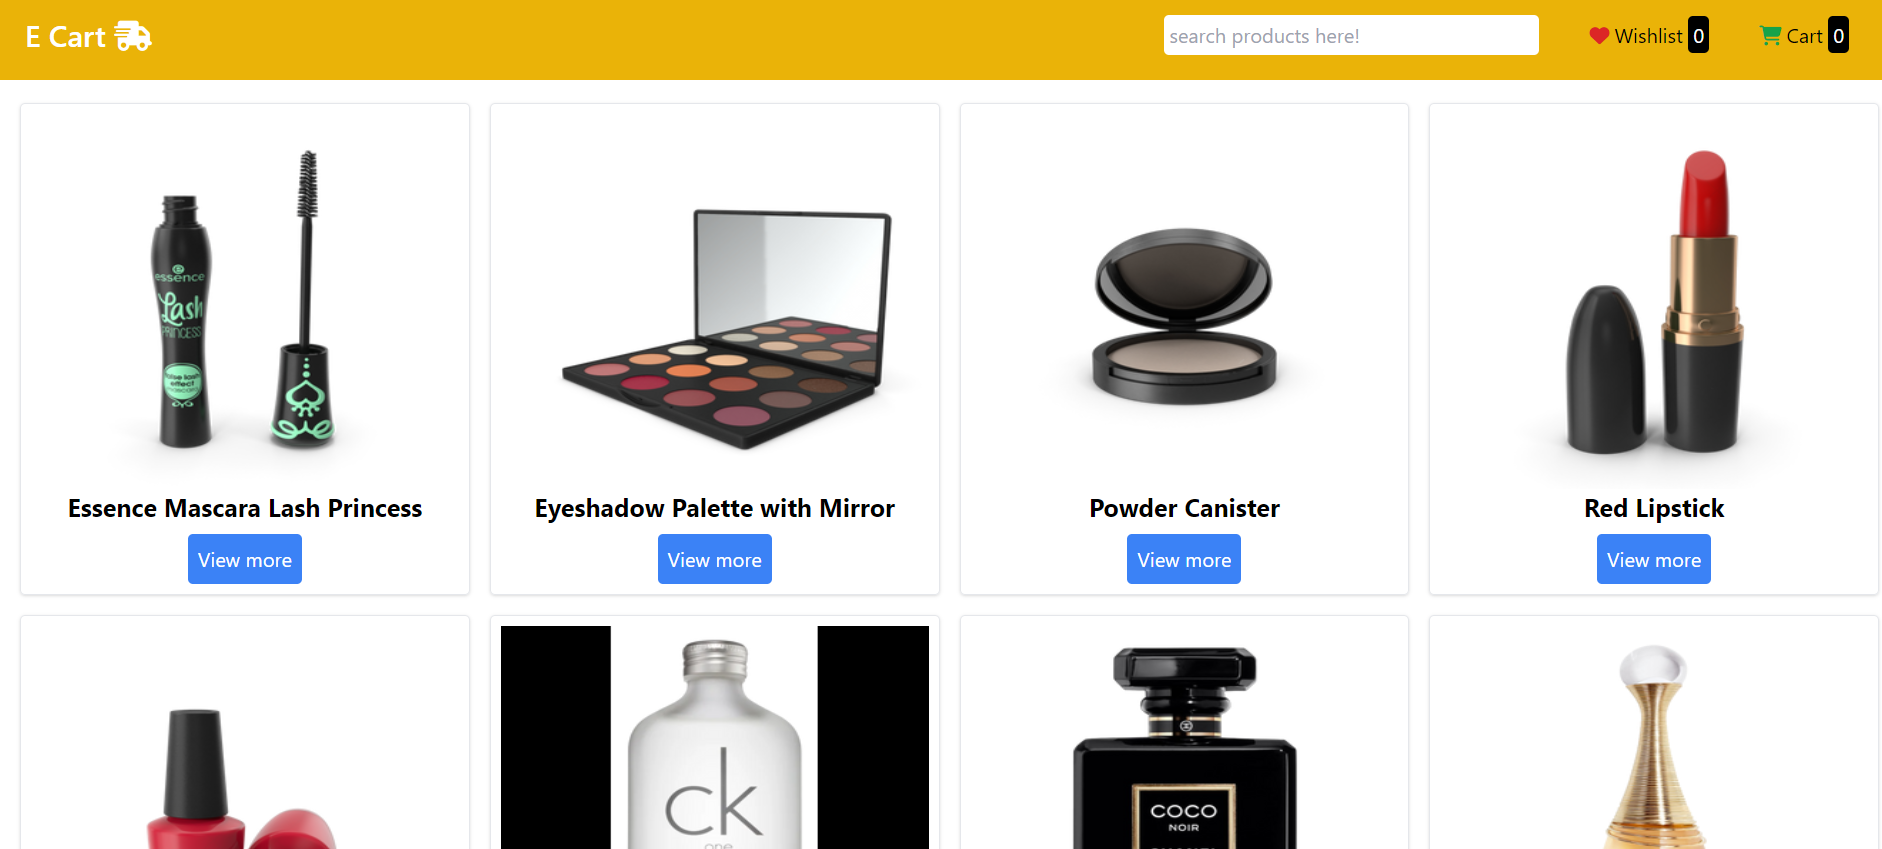 E Cart
search products here!
Wishlist 0
Cart 0
essence
Lash
PRINCESS
false lash
effect
Essence Mascara Lash Princess
Eyeshadow Palette with Mirror
Powder Canister
Red Lipstick
View more
View more
View more
View more
ck
one
COCO
NOIR